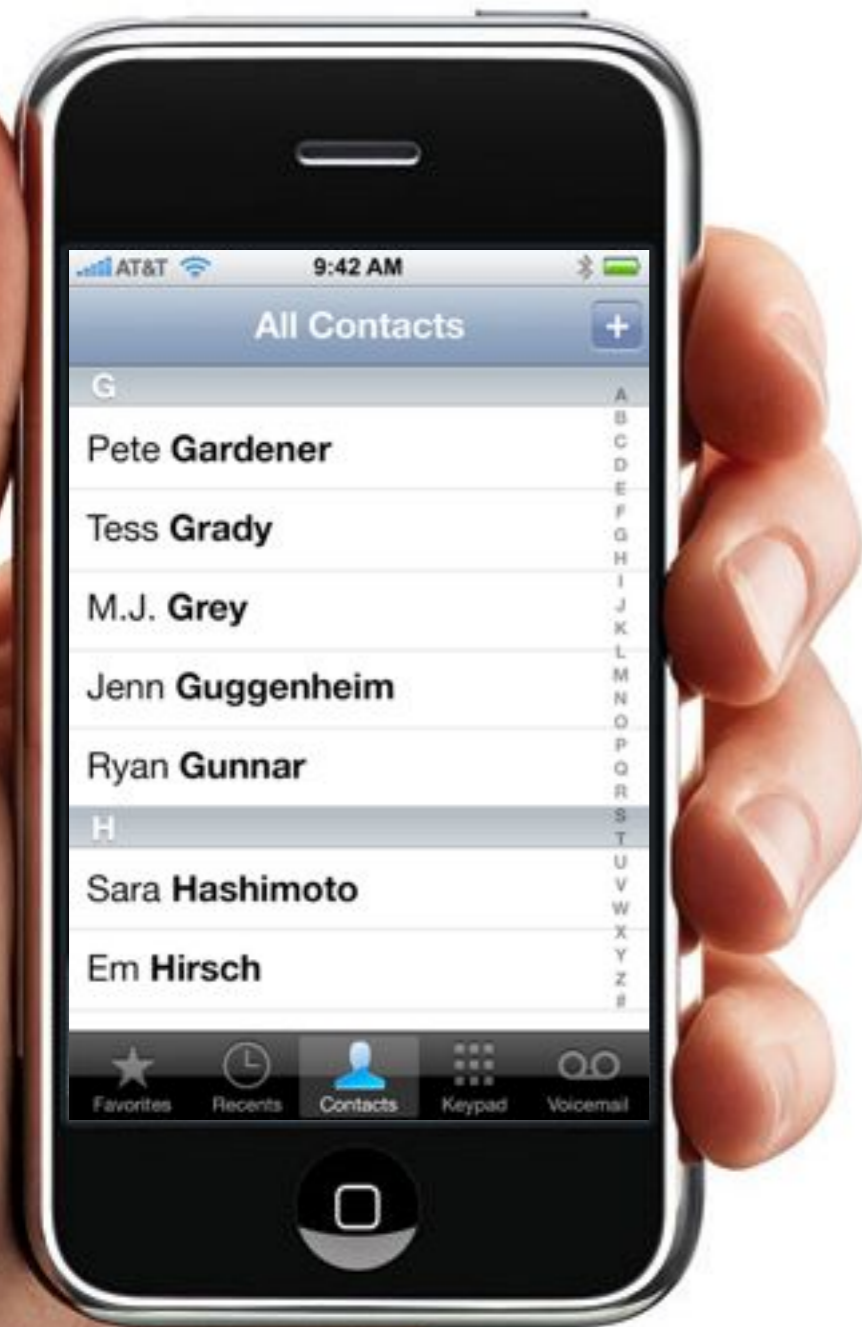 AT&T 9:42 AM
All Contacts +
G
Pete Gardener
Tess Grady
M.J. Grey
Jenn Guggenheim
Ryan Gunnar
H
Sara Hashimoto
Em Hirsch
A
B
C
D
E
F
G
H
I
J
K
L
M
N
O
P
Q
R
S
T
U
V
W
X
Y
Z
#
Favorites Recents Contacts Keypad Voicemail